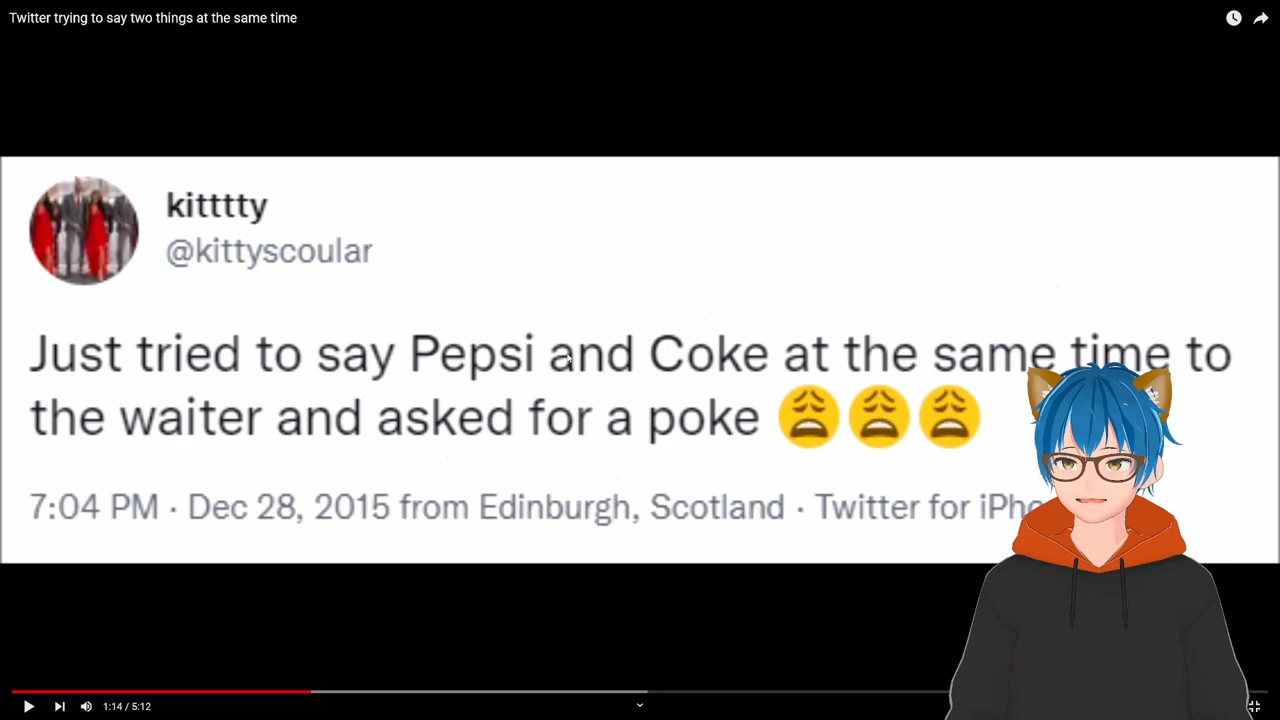 Twitter trying to say two things at the same time
kitttty
@kittyscoular
Just tried to say Pepsi and Coke at the same time to
the waiter and asked for a poke 😩😩😩
7:04 PM · Dec 28, 2015 from Edinburgh, Scotland · Twitter for
1:14 / 5:12